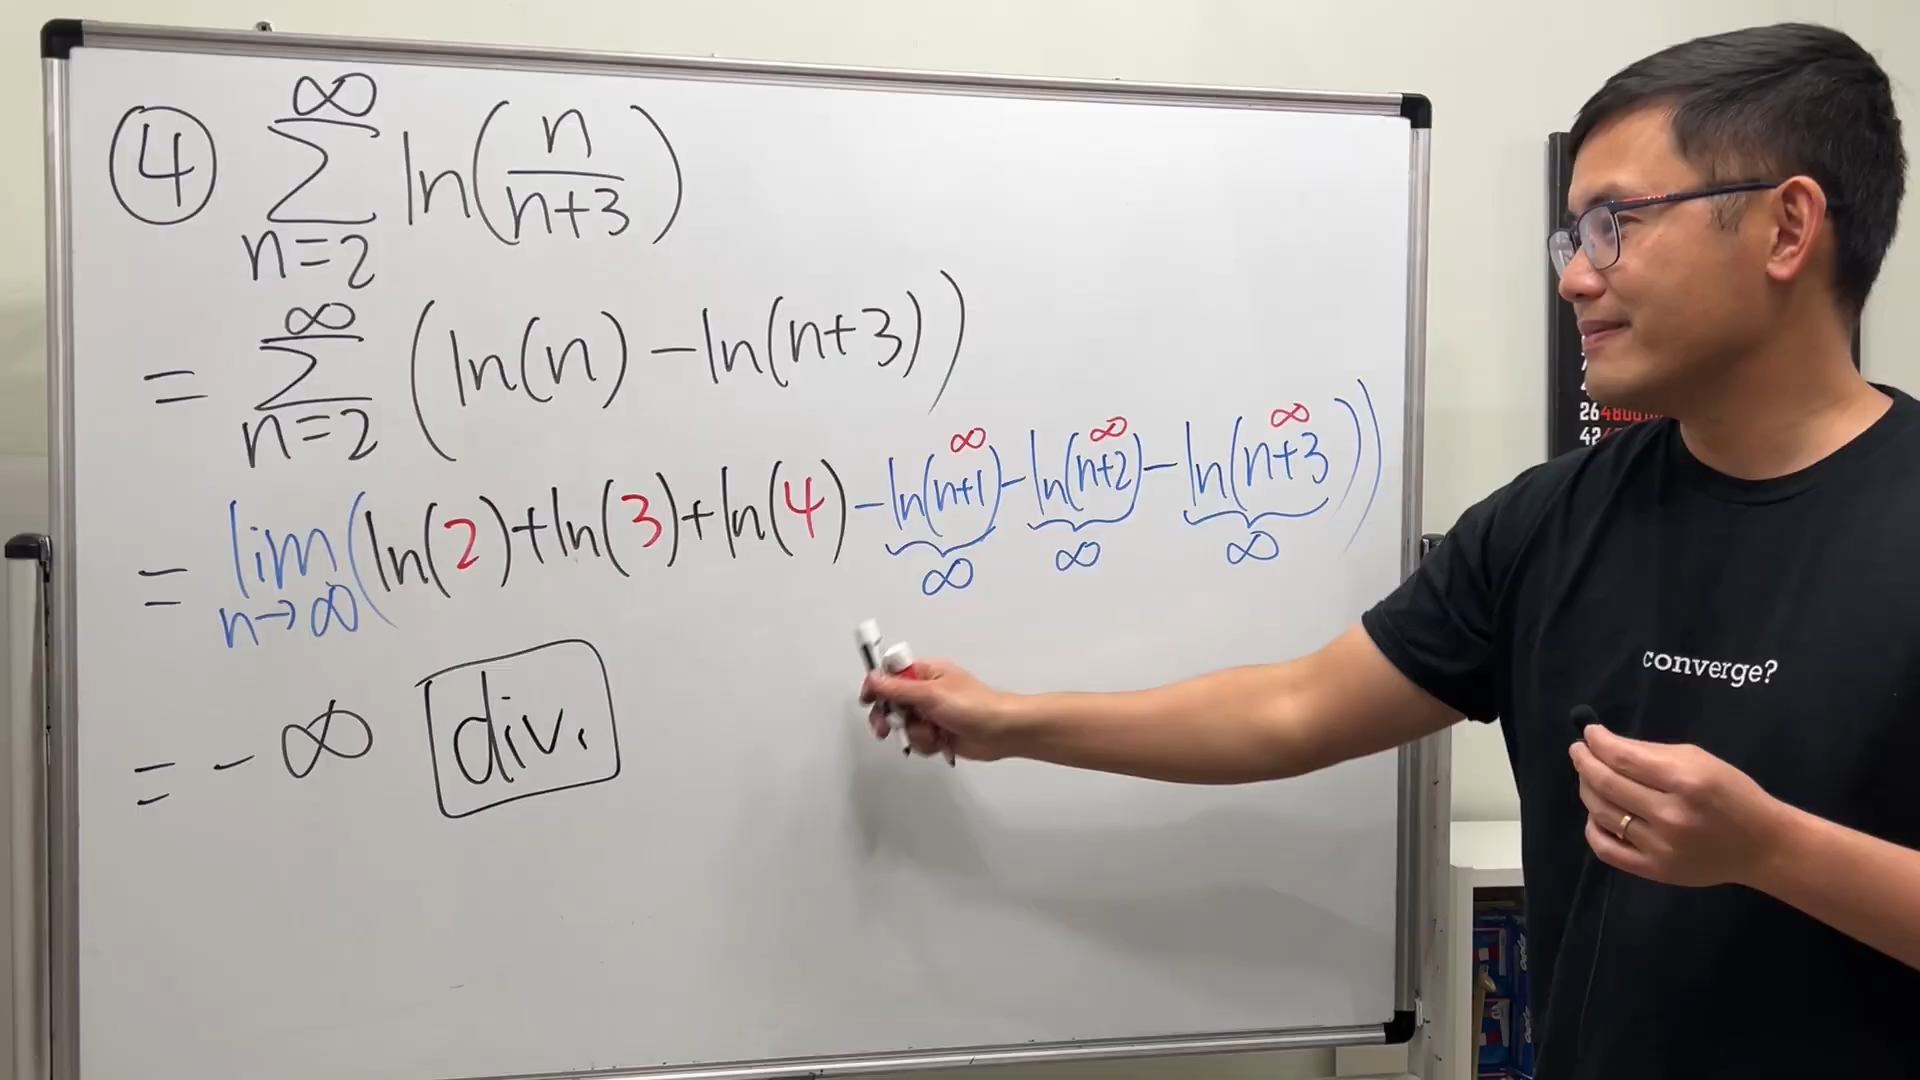 ④ ∞ Σ n=2 ln(n/(n+3))
= ∞ Σ n=2 (ln(n) - ln(n+3))
= lim n→∞ (ln(2) + ln(3) + ln(4) - ln(n+1) - ln(n+2) - ln(n+3))
∞ ∞ ∞
∞ ∞ ∞
= - ∞ div.
converge?